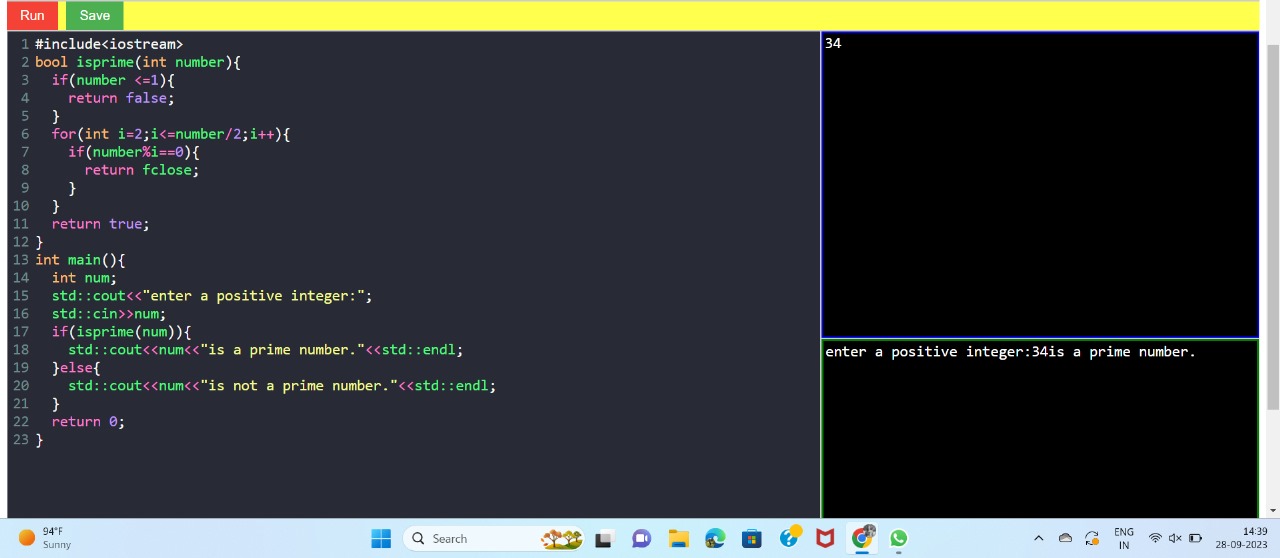 Run Save
1 #include<iostream>
2 bool isprime(int number){
3 if(number <=1){
4 return false;
5 }
6 for(int i=2;i<=number/2;i++){
7 if(number%i==0){
8 return fclose;
9 }
10 }
11 return true;
12 }
13 int main(){
14 int num;
15 std::cout<<"enter a positive integer:";
16 std::cin>>num;
17 if(isprime(num)){
18 std::cout<<num<<"is a prime number."<<std::endl;
19 }else{
20 std::cout<<num<<"is not a prime number."<<std::endl;
21 }
22 return 0;
23 }
34
enter a positive integer:34is a prime number.
94°F
Sunny
Search
ENG
IN
14:39
28-09-2023